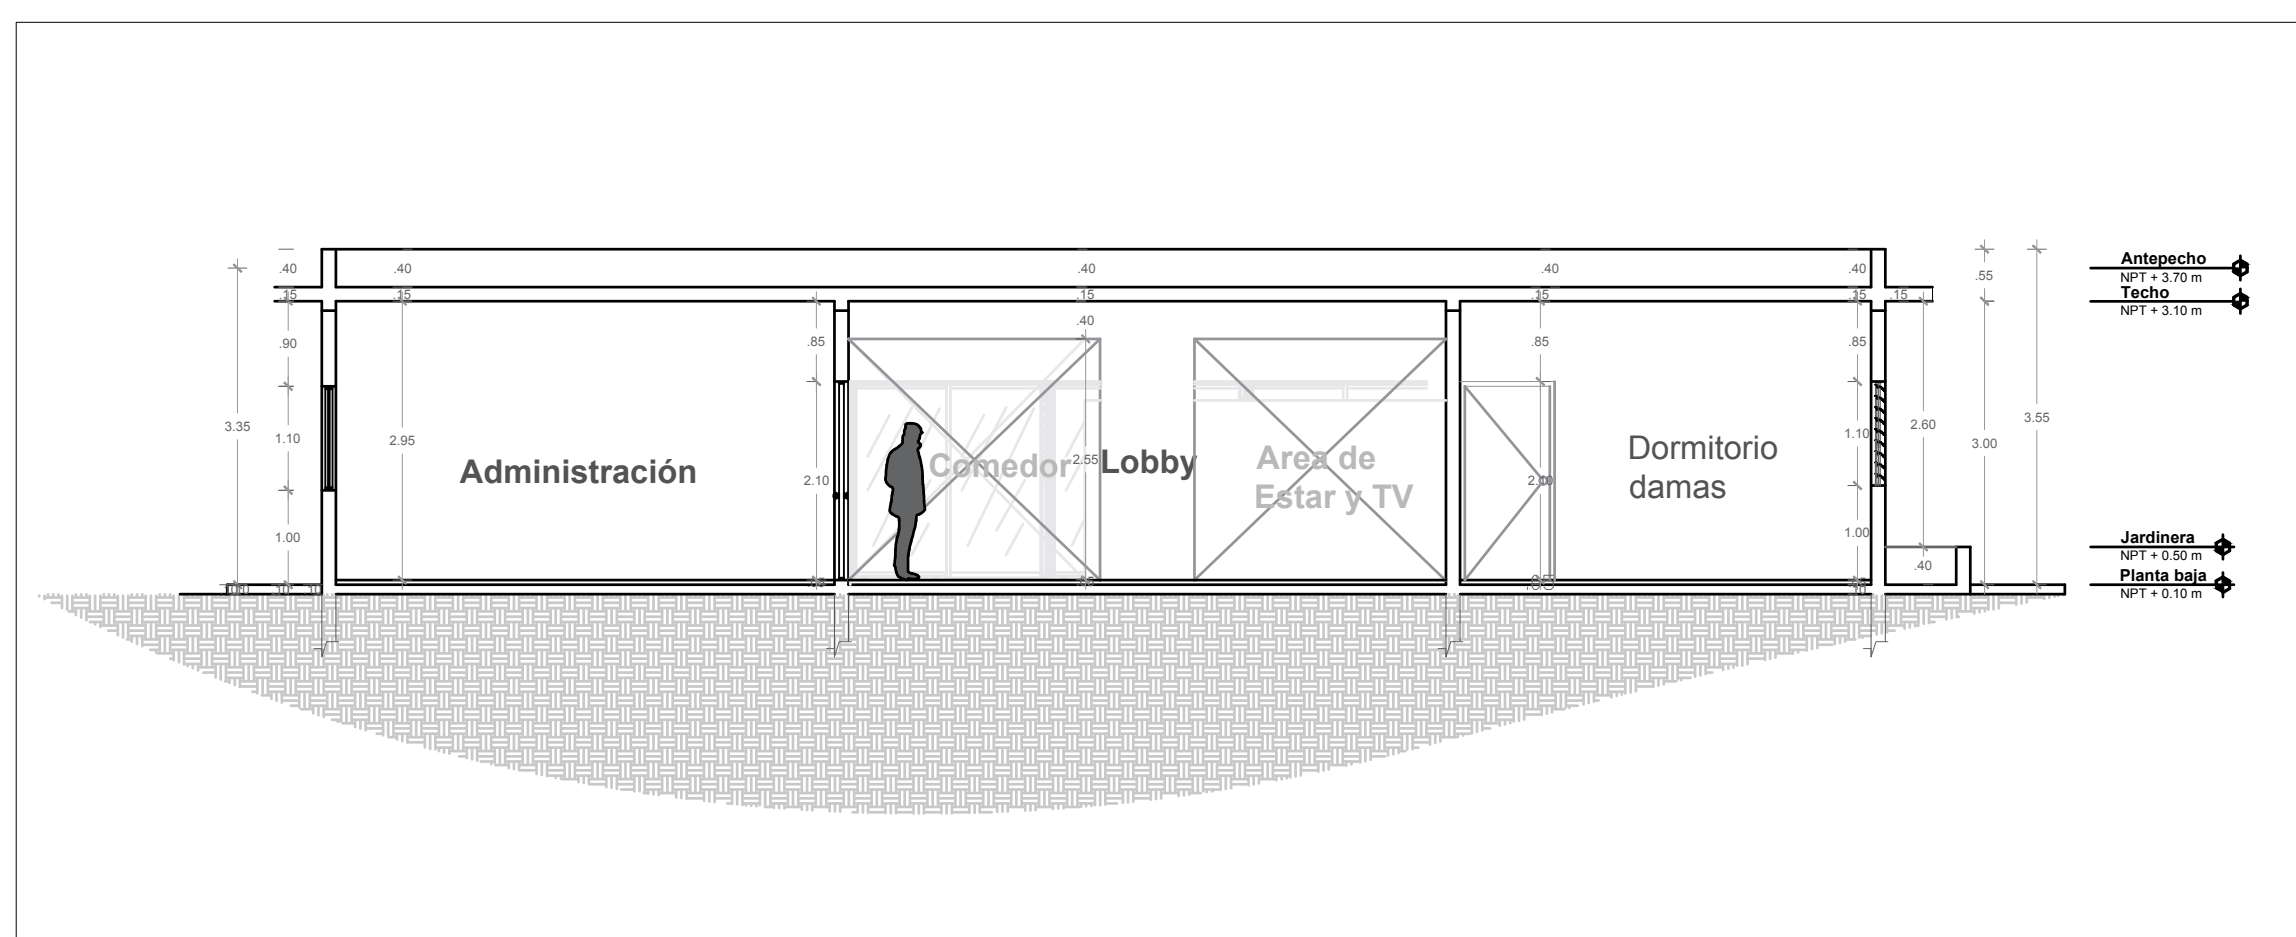 .40
.40
.40
.40
.40
Antepecho
.55
NPT + 3.70 m
Techo
.15
.15
.15
.15
.15
.15
NPT + 3.10 m
.40
.90
.85
.85
.85
3.55
3.35
1.10
2.95
2.60
3.00
1.10
Administración
Comedor
2.55
Lobby
Area de
Estar y TV
Dormitorio
damas
2.10
1.00
1.00
Jardinera
NPT + 0.50 m
.40
Planta baja
NPT + 0.10 m
.10
.10
.10